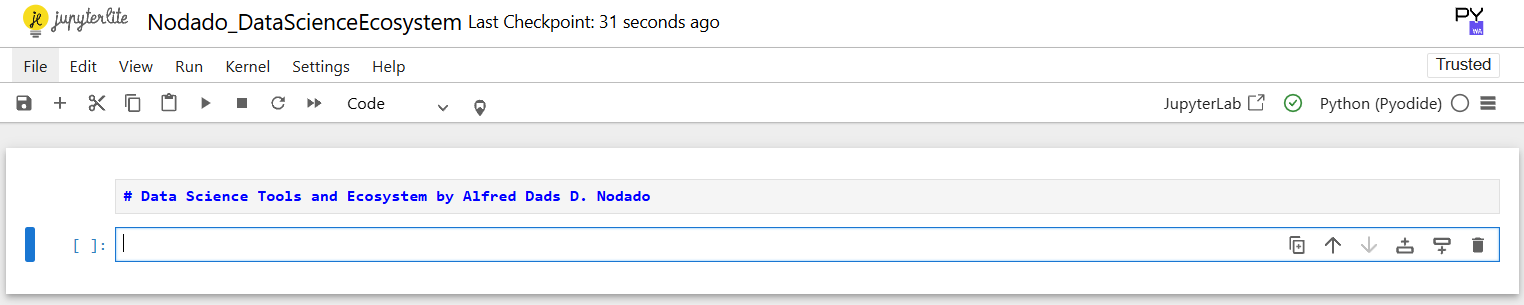 jupyterlite Nodado_DataScienceEcosystem Last Checkpoint: 31 seconds ago
PY
WA
File Edit View Run Kernel Settings Help Trusted
Code JupyterLab Python (Pyodide)
# Data Science Tools and Ecosystem by Alfred Dads D. Nodado
[ ]: